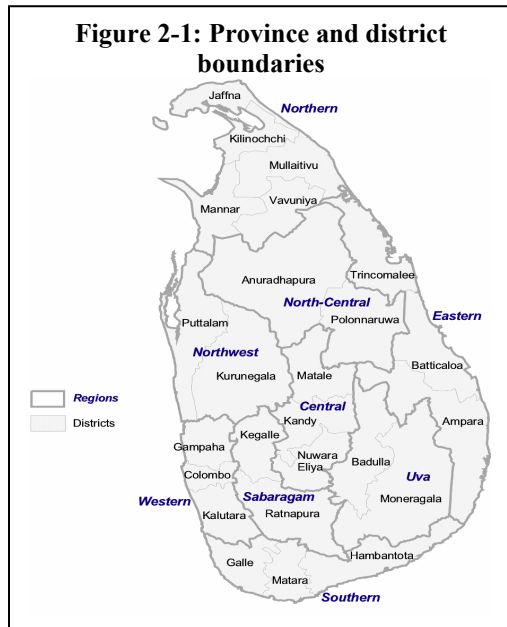 Figure 2-1: Province and district
boundaries
Jaffna
Northern
Kilinochchi
Mullaitivu
Vavuniya
Mannar
Anuradhapura
Trincomalee
North-Central
Polonnaruwa
Eastern
Puttalam
Northwest
Kurunegala
Matale
Batticaloa
Regions
Districts
Central
Kandy
Ampara
Gampaha
Kegalle
Nuwara
Eliya
Badulla
Colombo
Uva
Western
Sabaragam
Moneragala
Kalutara
Ratnapura
Galle
Hambantota
Matara
Southern